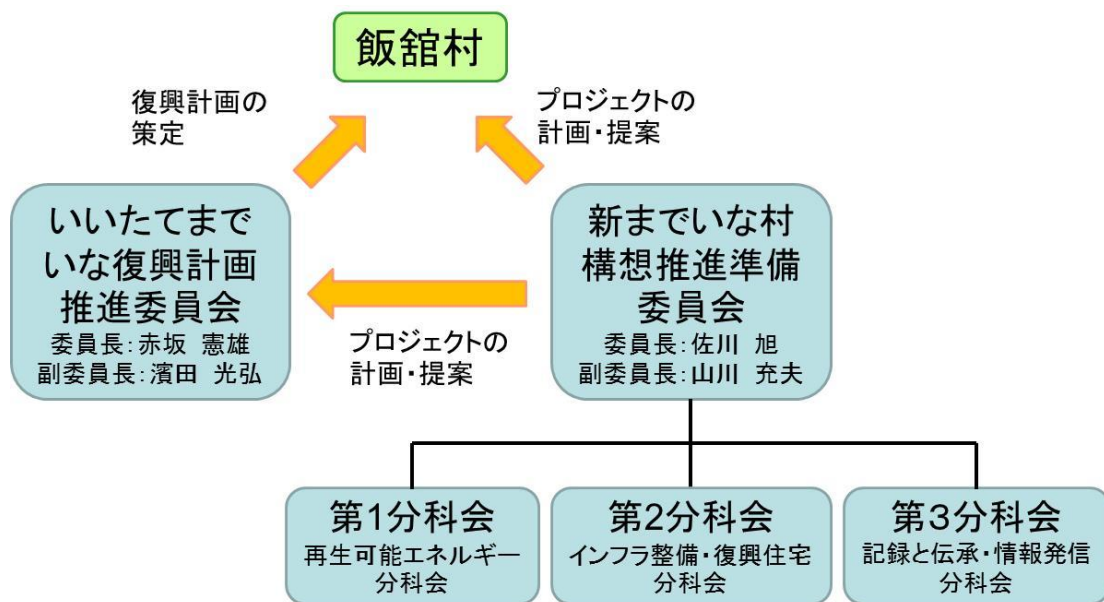 飯舘村
復興計画の
策定
プロジェクトの
計画・提案
いいたてまで
いな復興計画
推進委員会
委員長：赤坂 憲雄
副委員長：濱田 光弘
新までいな村
構想推進準備
委員会
委員長：佐川 旭
副委員長：山川 充夫
プロジェクトの
計画・提案
第1分科会
再生可能エネルギー
分科会
第2分科会
インフラ整備・復興住宅
分科会
第3分科会
記録と伝承・情報発信
分科会